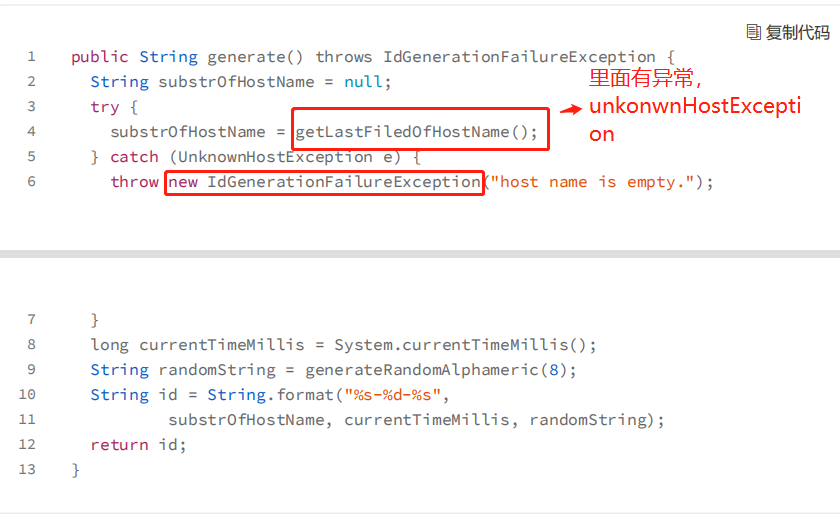 复制代码
1 public String generate() throws IdGenerationFailureException {
2 String substrOfHostName = null;
3 try {
4 substrOfHostName = getLastFiledOfHostName();
5 } catch (UnknownHostException e) {
6 throw new IdGenerationFailureException("host name is empty.");
里面有异常，
unkonwnHostExcepti
on
7 }
8 long currentTimeMillis = System.currentTimeMillis();
9 String randomString = generateRandomAlphameric(8);
10 String id = String.format("%s-%d-%s",
11 substrOfHostName, currentTimeMillis, randomString);
12 return id;
13 }